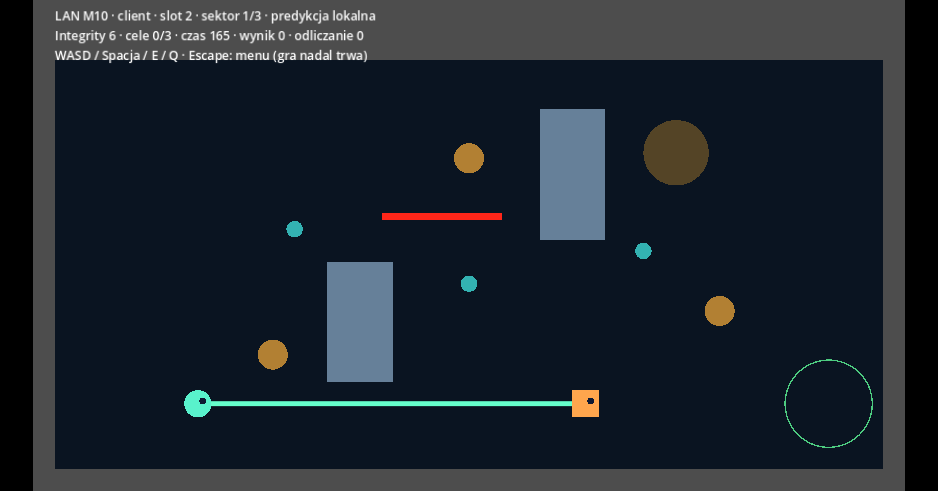 LAN M10 · client · slot 2 · sektor 1/3 · predykcja lokalna
Integrity 6 · cele 0/3 · czas 165 · wynik 0 · odliczanie 0
WASD / Spacja / E / Q · Escape: menu (gra nadal trwa)